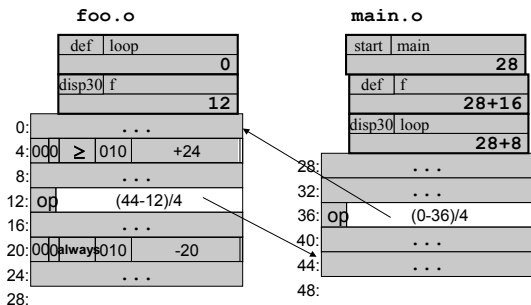 foo.o
def loop
0
disp30 f
12
0: . . .
4: 000 ≥ 010 +24
8: . . .
12: op (44-12)/4
16: . . .
20: 000 always 010 -20
24: . . .
28:
main.o
start main
28
def f
28+16
disp30 loop
28+8
28: . . .
32: . . .
36: op (0-36)/4
40: . . .
44: . . .
48: